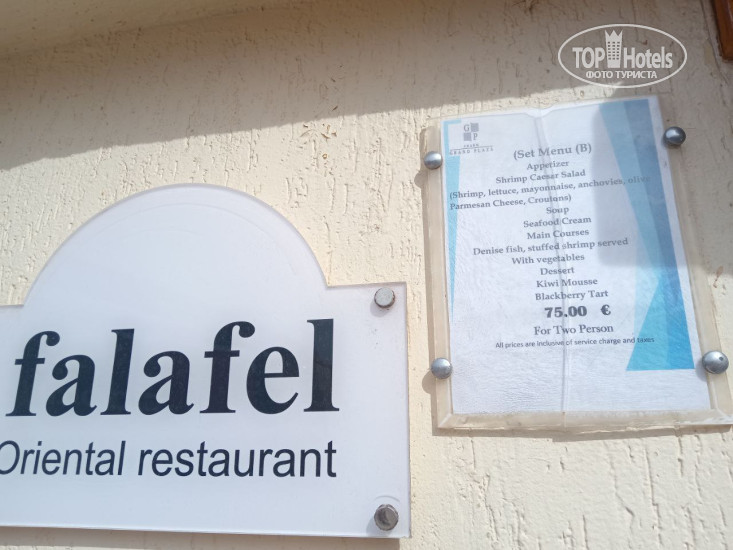 TOP Hotels
ФОТО ТУРИСТА
G
P
GRAND PLAZA
(Set Menu (B)
Appetizer
Shrimp Caesar Salad
(Shrimp, lettuce, mayonnaise, anchovies,
Parmesan Cheese, Croutons)
Soup
Seafood Cream
Main Courses
Denise fish, stuffed shrimp served
With vegetables
Dessert
Kiwi Mousse
Blackberry Tart
75.00 €
For Two Person
All prices are inclusive of service charge and taxes
falafel
Oriental restaurant